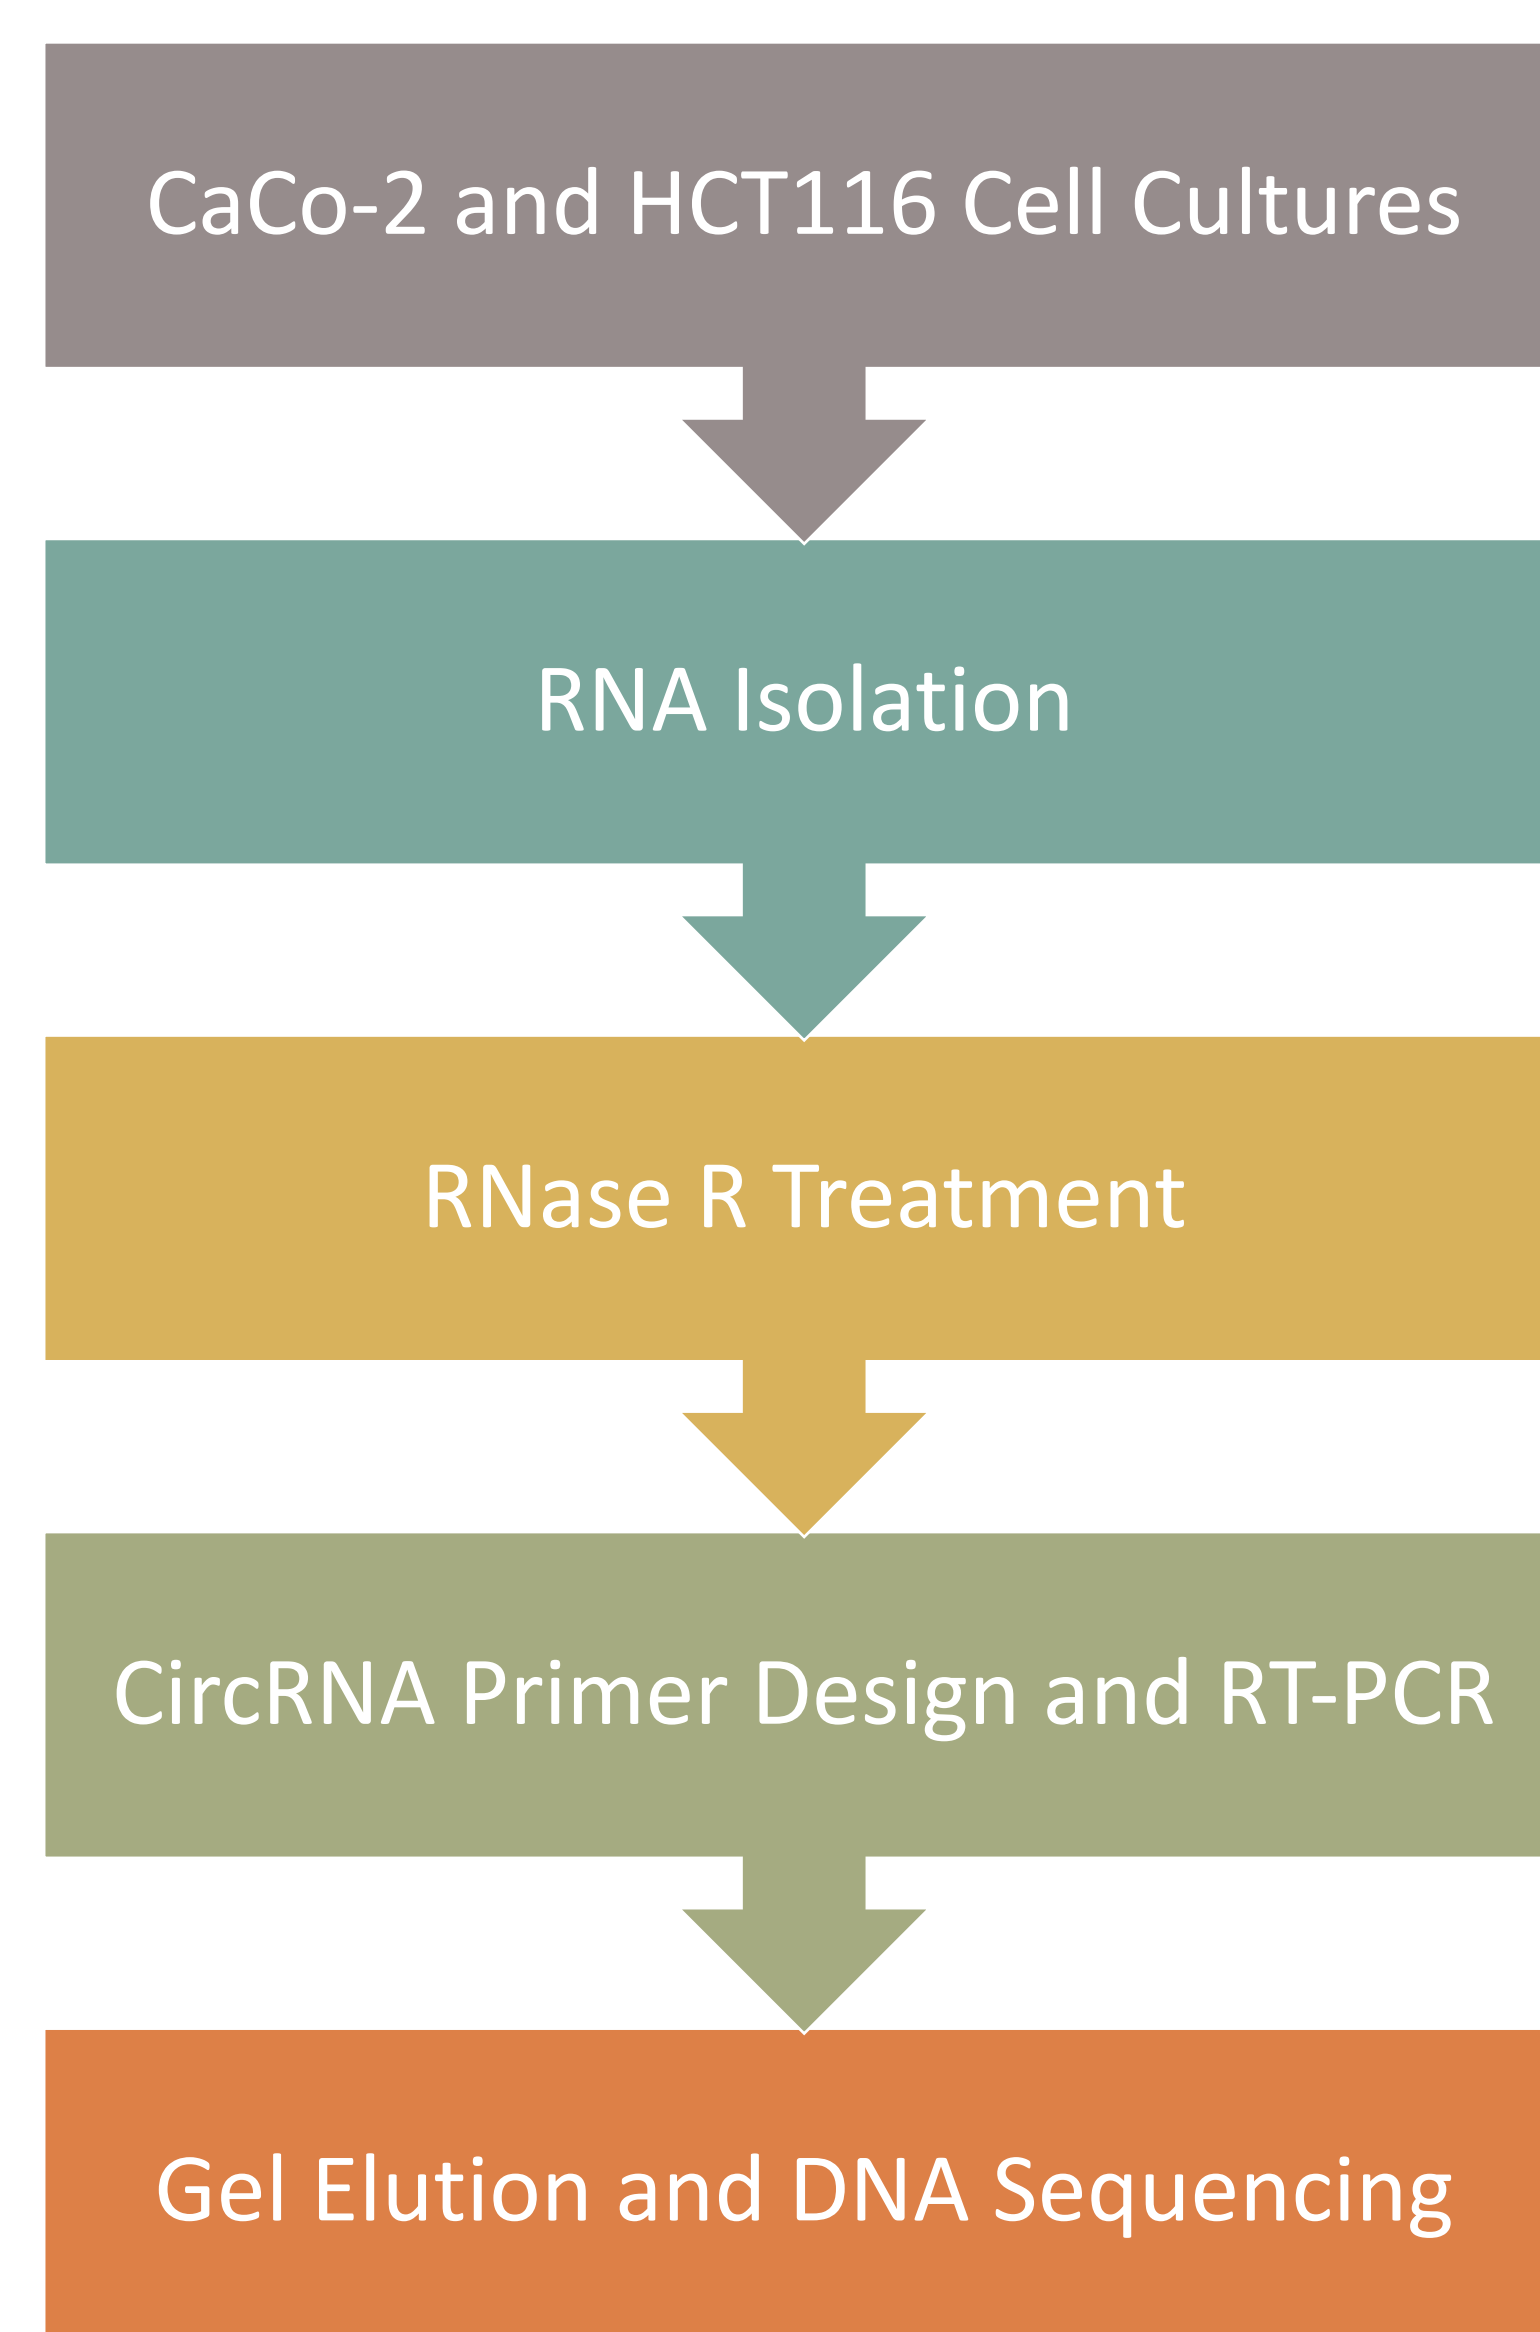 CaCo-2 and HCT116 Cell Cultures
RNA Isolation
RNase R Treatment
CircRNA Primer Design and RT-PCR
Gel Elution and DNA Sequencing